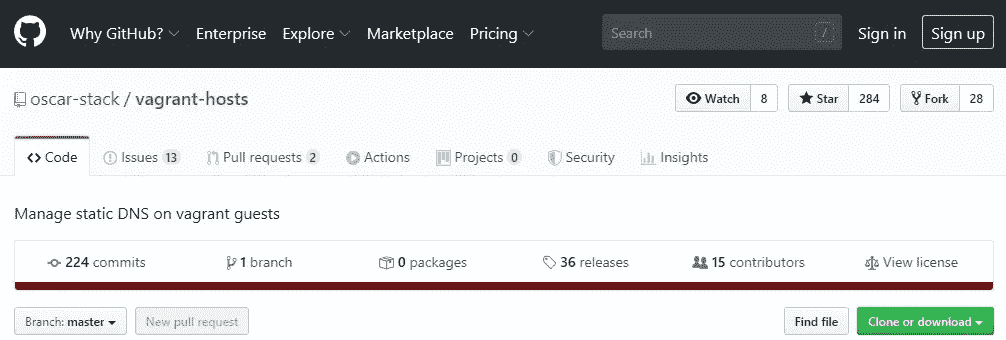 Why GitHub? Enterprise Explore Marketplace Pricing Search / Sign in Sign up
oscar-stack / vagrant-hosts Watch 8 Star 284 Fork 28
Code Issues 13 Pull requests 2 Actions Projects 0 Security Insights
Manage static DNS on vagrant guests
224 commits 1 branch 0 packages 36 releases 15 contributors View license
Branch: master New pull request Find file Clone or download